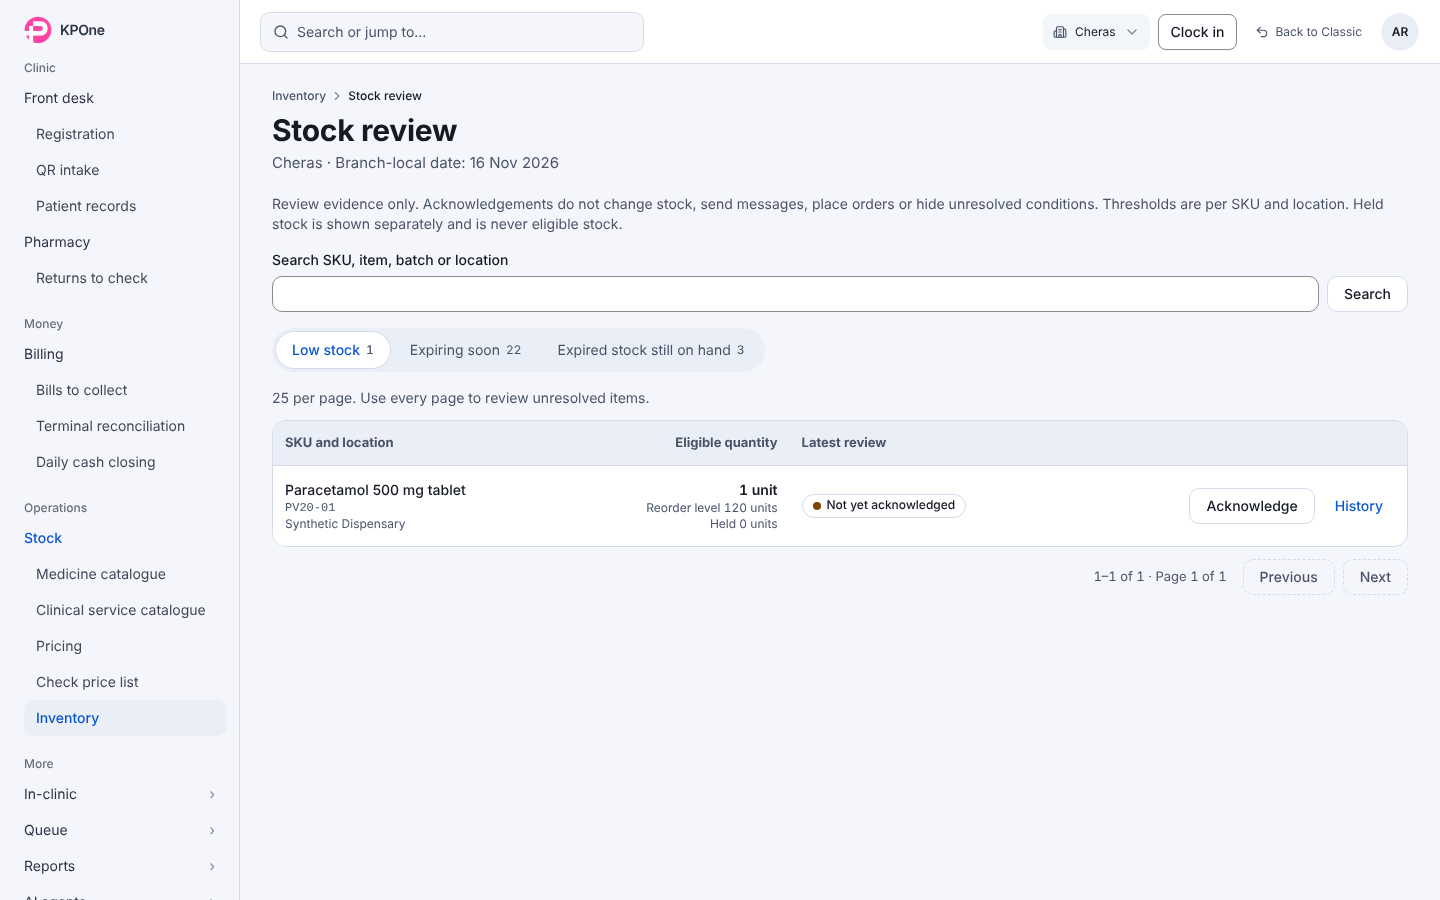 KPOne
Search or jump to...
Cheras
Clock in
Back to Classic
AR
Clinic
Front desk
Registration
QR intake
Patient records
Pharmacy
Returns to check
Money
Billing
Bills to collect
Terminal reconciliation
Daily cash closing
Operations
Stock
Medicine catalogue
Clinical service catalogue
Pricing
Check price list
Inventory
More
In-clinic
Queue
Reports
Inventory > Stock review
Stock review
Cheras · Branch-local date: 16 Nov 2026
Review evidence only. Acknowledgements do not change stock, send messages, place orders or hide unresolved conditions. Thresholds are per SKU and location. Held
stock is shown separately and is never eligible stock.
Search SKU, item, batch or location
Search
Low stock 1
Expiring soon 22
Expired stock still on hand 3
25 per page. Use every page to review unresolved items.
SKU and location
Eligible quantity
Latest review
Paracetamol 500 mg tablet
PV20-01
Synthetic Dispensary
1 unit
Reorder level 120 units
Held 0 units
Not yet acknowledged
Acknowledge
History
1–1 of 1 · Page 1 of 1
Previous
Next